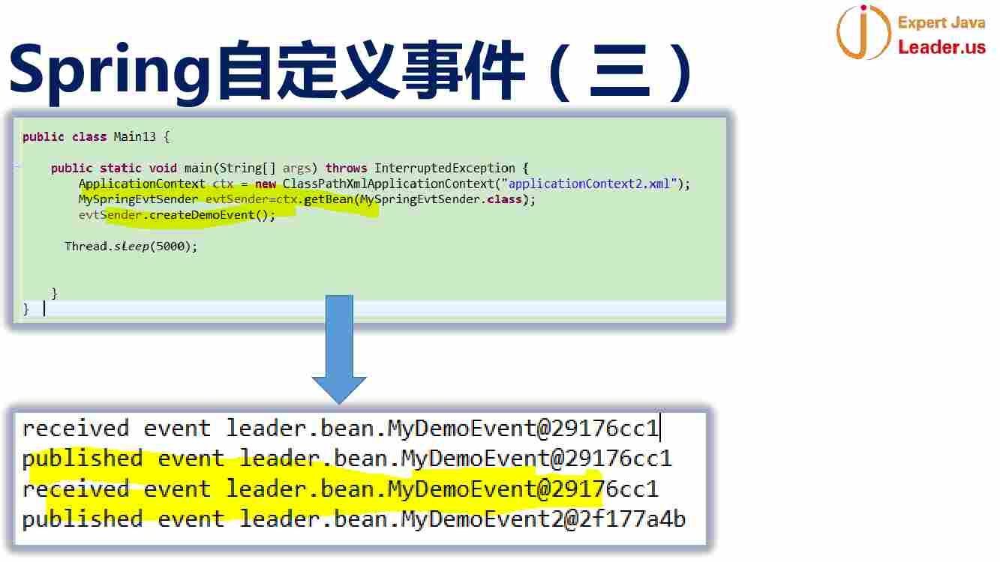 Expert Java
Leader.us
Spring自定义事件（三）
public class Main13 {
public static void main(String[] args) throws InterruptedException {
ApplicationContext ctx = new ClassPathXmlApplicationContext("applicationContext2.xml");
MySpringEvtSender evtSender=ctx.getBean(MySpringEvtSender.class);
evtSender.createDemoEvent();
Thread.sleep(5000);
}
}
received event leader.bean.MyDemoEvent@29176cc1
published event leader.bean.MyDemoEvent@29176cc1
received event leader.bean.MyDemoEvent@29176cc1
published event leader.bean.MyDemoEvent2@2f177a4b